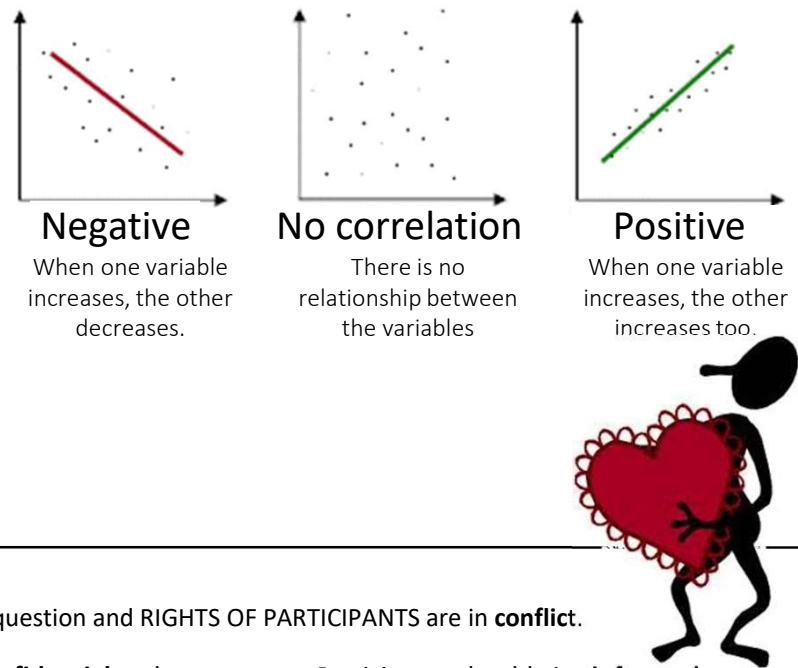 Negative
When one variable
increases, the other
decreases.
No correlation
There is no
relationship between
the variables
Positive
When one variable
increases, the other
increases too.
question and RIGHTS OF PARTICIPANTS are in conflict.